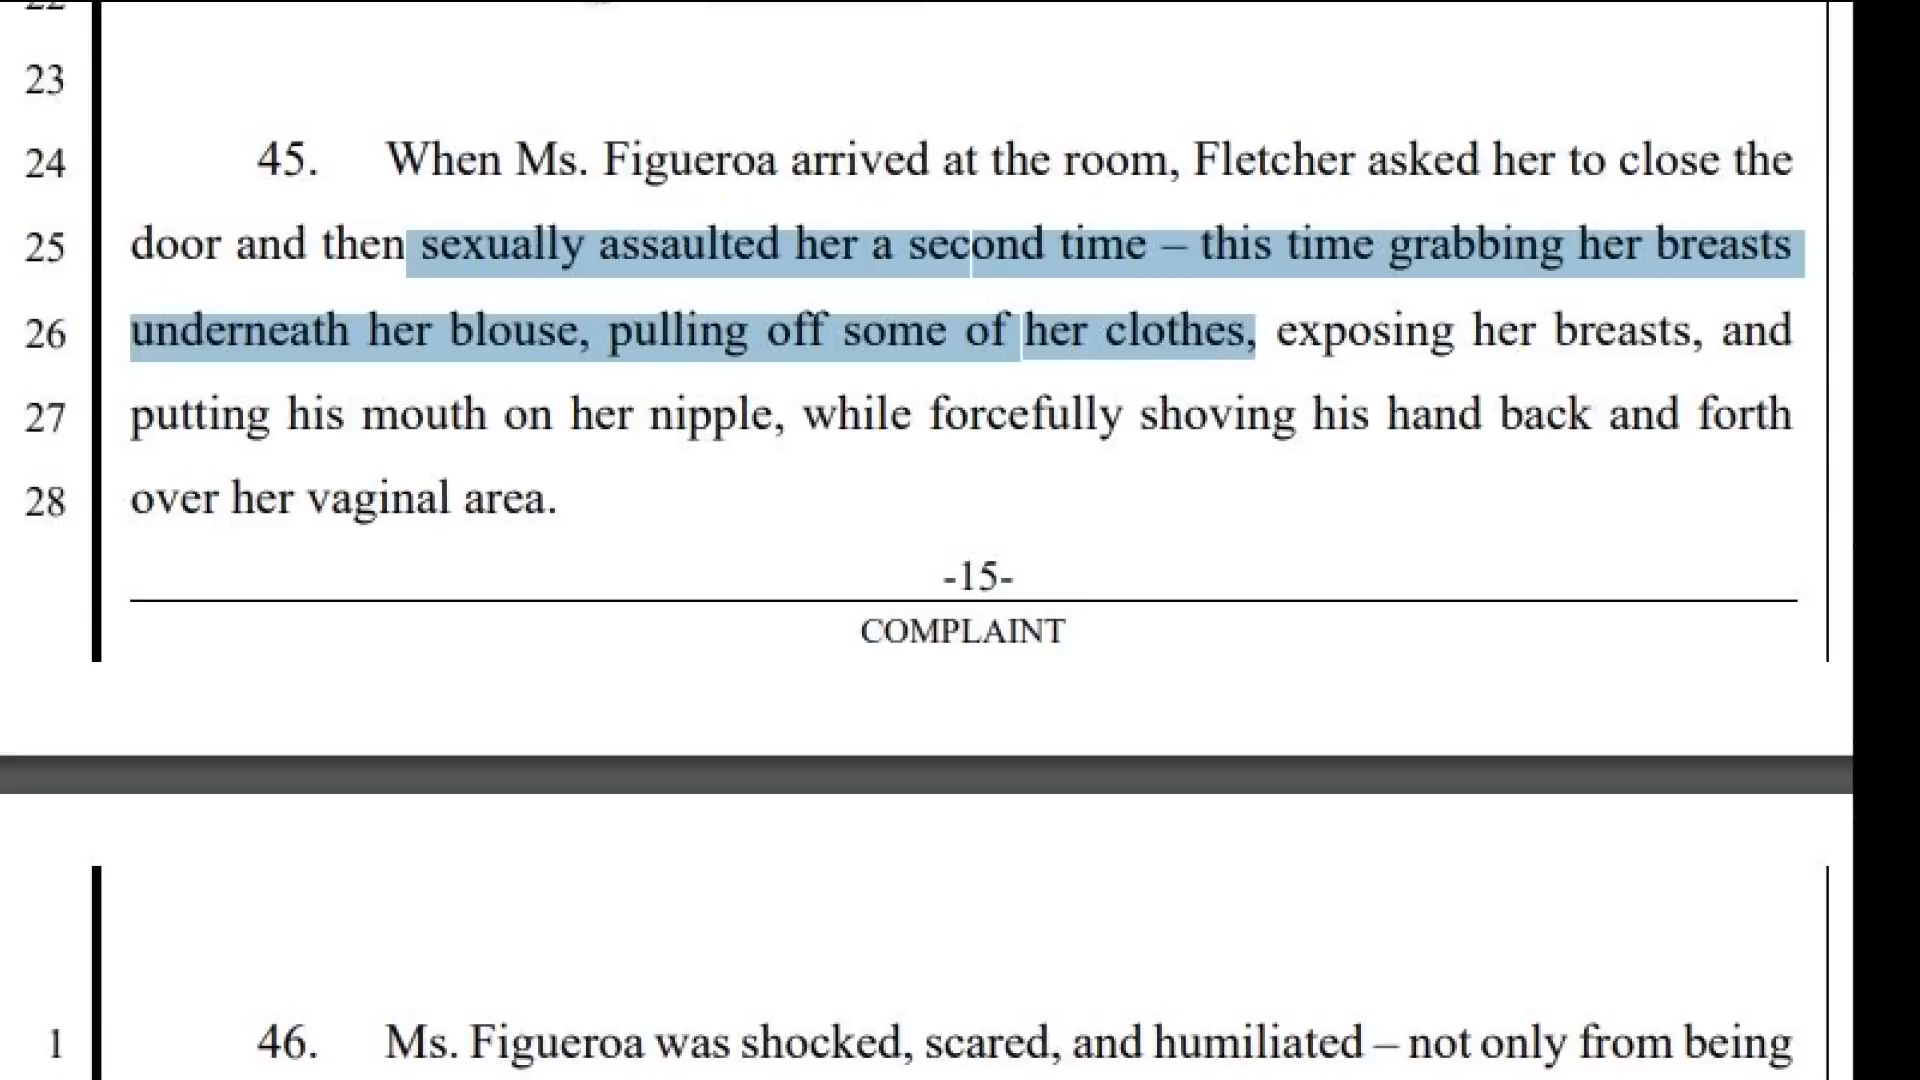 23
24 45. When Ms. Figueroa arrived at the room, Fletcher asked her to close the
25 door and then sexually assaulted her a second time – this time grabbing her breasts
26 underneath her blouse, pulling off some of her clothes, exposing her breasts, and
27 putting his mouth on her nipple, while forcefully shoving his hand back and forth
28 over her vaginal area.
-15-
COMPLAINT
1 46. Ms. Figueroa was shocked, scared, and humiliated – not only from being